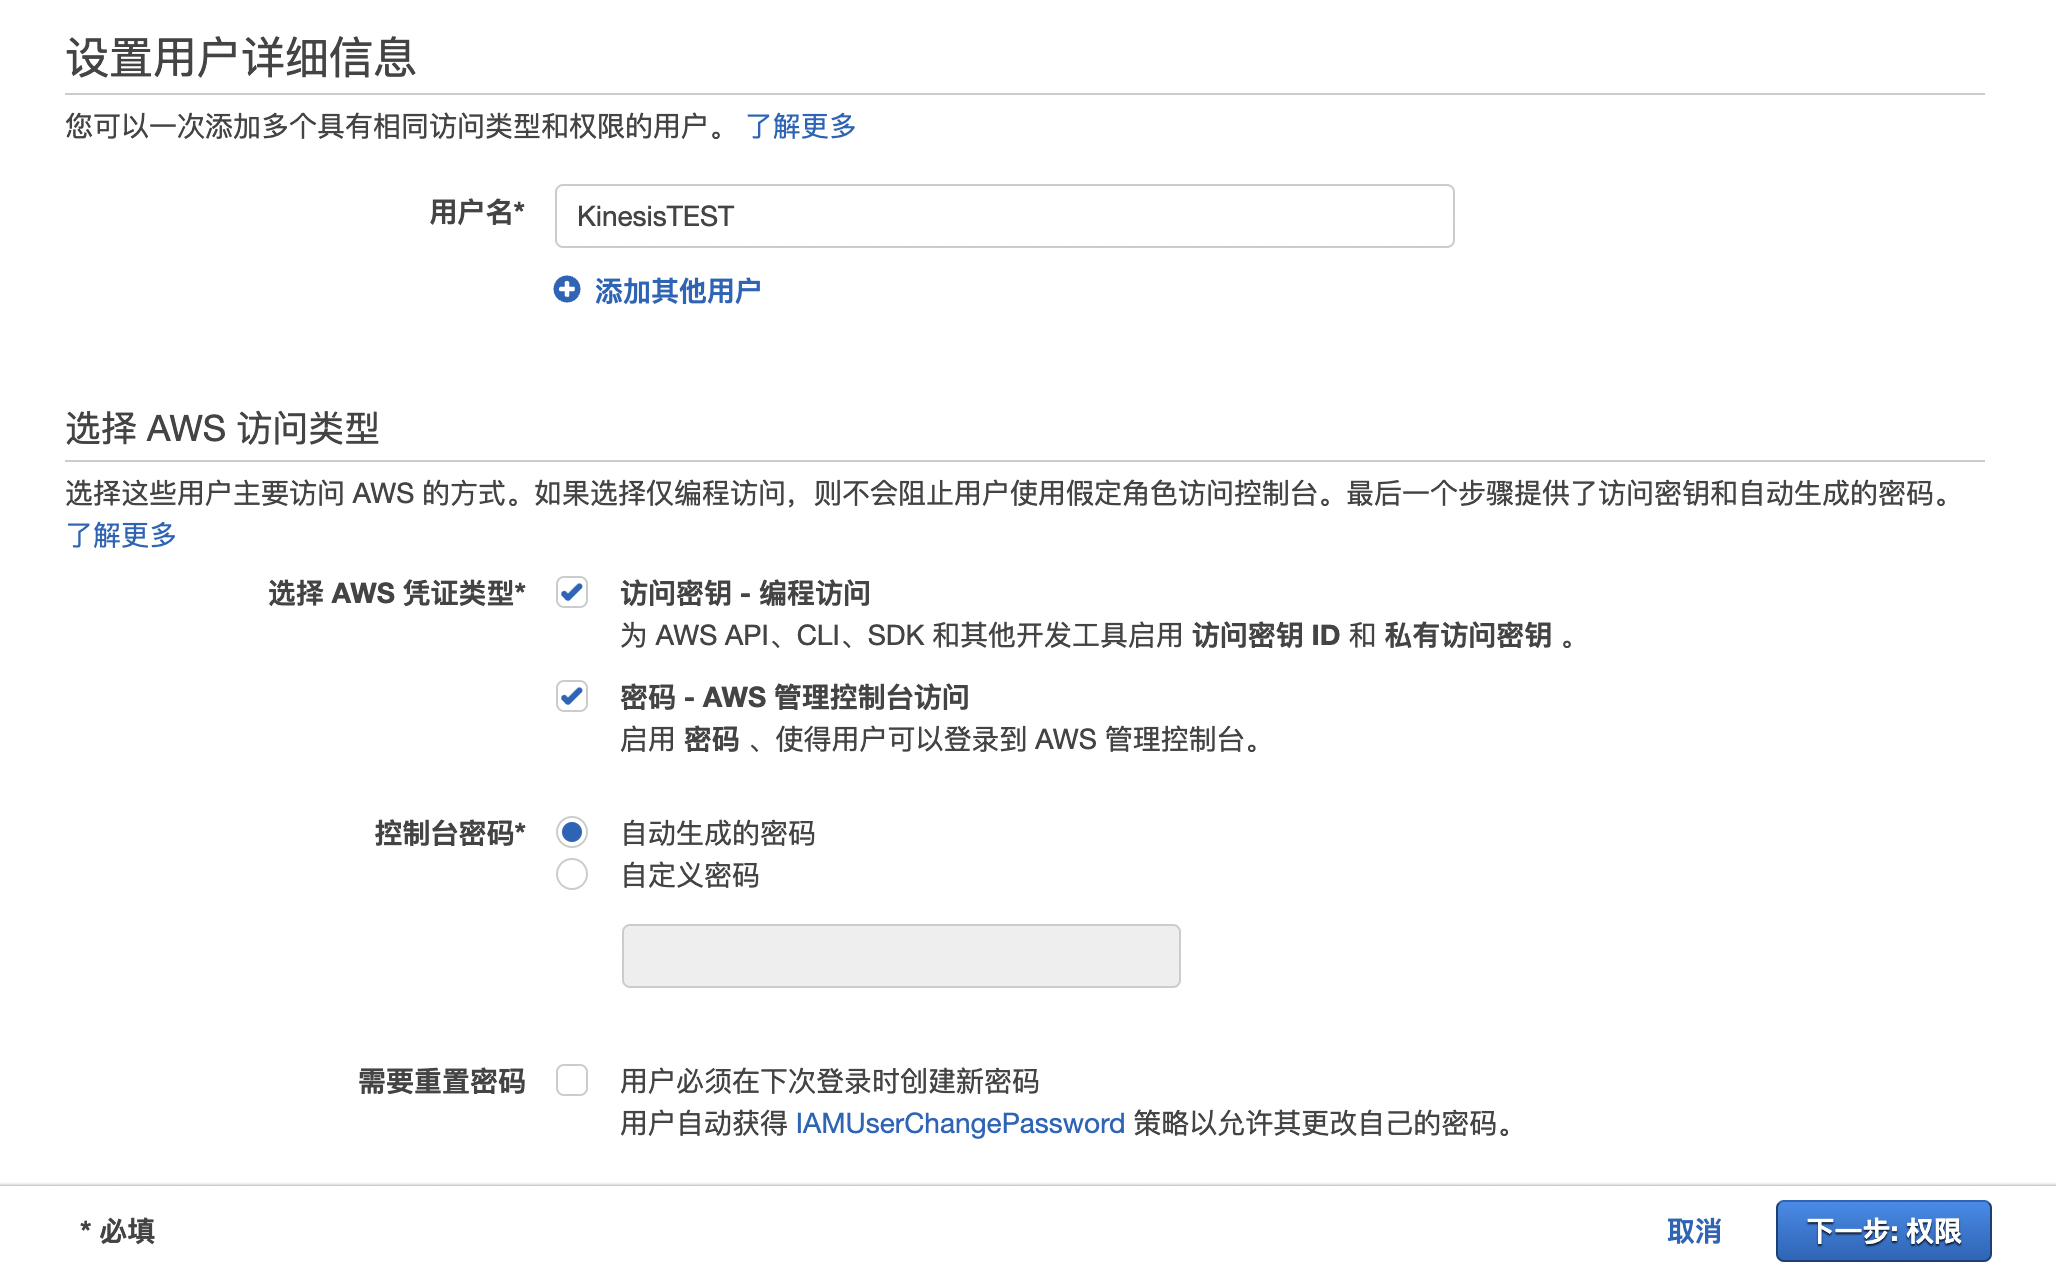 设置用户详细信息
您可以一次添加多个具有相同访问类型和权限的用户。 了解更多
用户名* KinesisTEST
添加其他用户
选择 AWS 访问类型
选择这些用户主要访问 AWS 的方式。如果选择仅编程访问，则不会阻止用户使用假定角色访问控制台。最后一个步骤提供了访问密钥和自动生成的密码。
了解更多
选择 AWS 凭证类型* 访问密钥 - 编程访问
为 AWS API、CLI、SDK 和其他开发工具启用 访问密钥 ID 和 私有访问密钥 。
密码 - AWS 管理控制台访问
启用 密码 、使得用户可以登录到 AWS 管理控制台。
控制台密码* 自动生成的密码
自定义密码
需要重置密码 用户必须在下次登录时创建新密码
用户自动获得 IAMUserChangePassword 策略以允许其更改自己的密码。
* 必填 取消 下一步: 权限